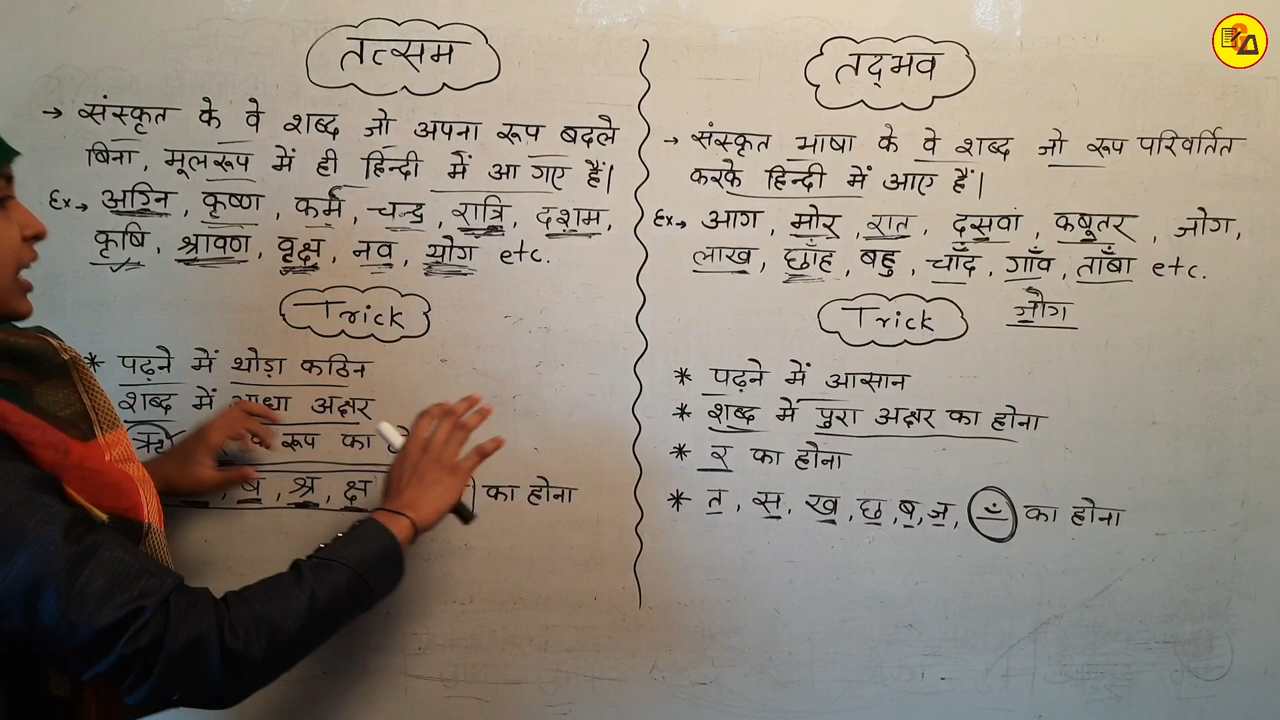 तत्सम
→ संस्कृत के वे शब्द जो अपना रूप बदले
बिना, मूलरूप में ही हिन्दी में आ गए हैं।
Ex→ अग्नि, कृष्ण, कर्म, चन्द्र, रात्रि, दशम,
कृषि, श्रावण, वृक्ष, नव, योग etc.
Trick
* पढ़ने में थोड़ा कठिन
शब्द में आधा अक्षर
रूप का
, ष, श्र, क्ष का होना
तद्भव
→ संस्कृत भाषा के वे शब्द जो रूप परिवर्तित
करके हिन्दी में आए हैं।
Ex→ आग, मोर, रात, दसवां, कबूतर, जोग,
लाख, छाँह, बहु, चाँद, गाँव, ताँबा etc.
जोग
Trick
* पढ़ने में आसान
* शब्द में पुरा अक्षर का होना
* र का होना
* त, स, ख, छ, ब, ज, ँ का होना